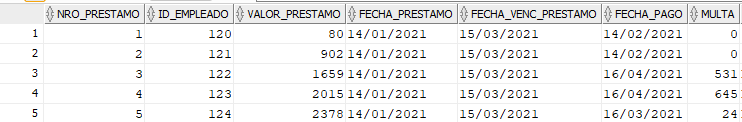 NRO_PRESTAMO ID_EMPLEADO VALOR_PRESTAMO FECHA_PRESTAMO FECHA_VENC_PRESTAMO FECHA_PAGO MULTA
1 1 120 80 14/01/2021 15/03/2021 14/02/2021 0
2 2 121 902 14/01/2021 15/03/2021 14/02/2021 0
3 3 122 1659 14/01/2021 15/03/2021 16/04/2021 531
4 4 123 2015 14/01/2021 15/03/2021 16/04/2021 645
5 5 124 2378 14/01/2021 15/03/2021 16/03/2021 24